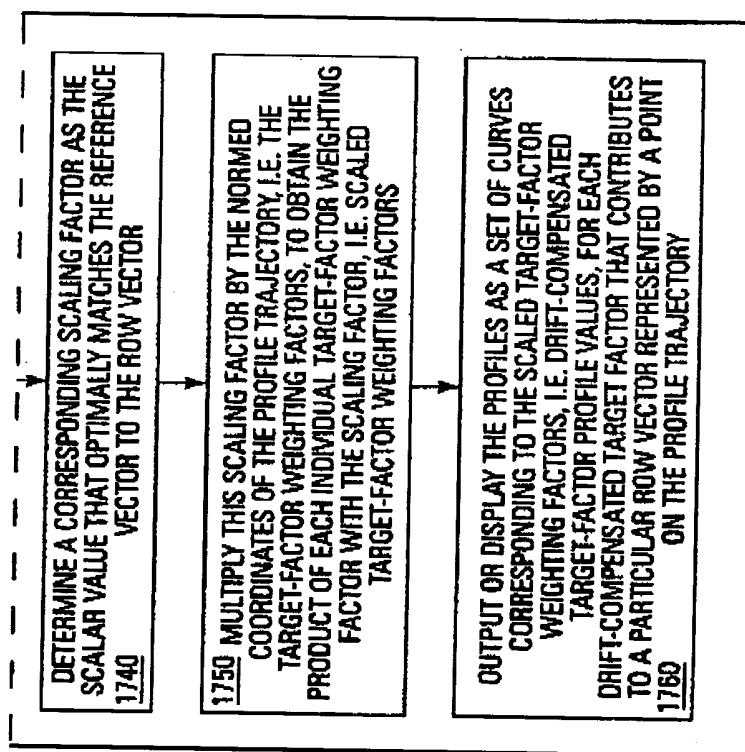 DETERMINE A CORRESPONDING SCALING FACTOR AS THE
SCALAR VALUE THAT OPTIMALLY MATCHES THE REFERENCE
VECTOR TO THE ROW VECTOR
1740
1750 MULTIPLY THIS SCALING FACTOR BY THE NORMED
COORDINATES OF THE PROFILE TRAJECTORY, I.E. THE
TARGET-FACTOR WEIGHTING FACTORS, TO OBTAIN THE
PRODUCT OF EACH INDIVIDUAL TARGET-FACTOR WEIGHTING
FACTOR WITH THE SCALING FACTOR, I.E. SCALED
TARGET-FACTOR WEIGHTING FACTORS
OUTPUT OR DISPLAY THE PROFILES AS A SET OF CURVES
CORRESPONDING TO THE SCALED TARGET-FACTOR
WEIGHTING FACTORS, I.E. DRIFT-COMPENSATED
TARGET-FACTOR PROFILE VALUES, FOR EACH
DRIFT-COMPENSATED TARGET FACTOR THAT CONTRIBUTES
TO A PARTICULAR ROW VECTOR REPRESENTED BY A POINT
1760 ON THE PROFILE TRAJECTORY